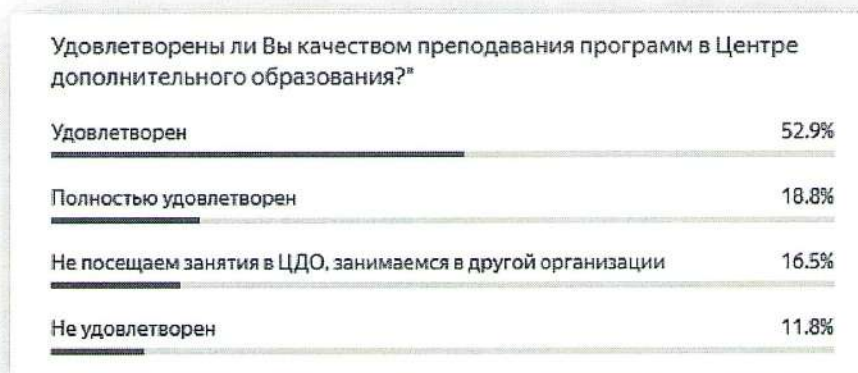 Удовлетворены ли Вы качеством преподавания программ в Центре
дополнительного образования?"
Удовлетворен 52.9%
Полностью удовлетворен 18.8%
Не посещаем занятия в ЦДО, занимаемся в другой организации 16.5%
Не удовлетворен 11.8%